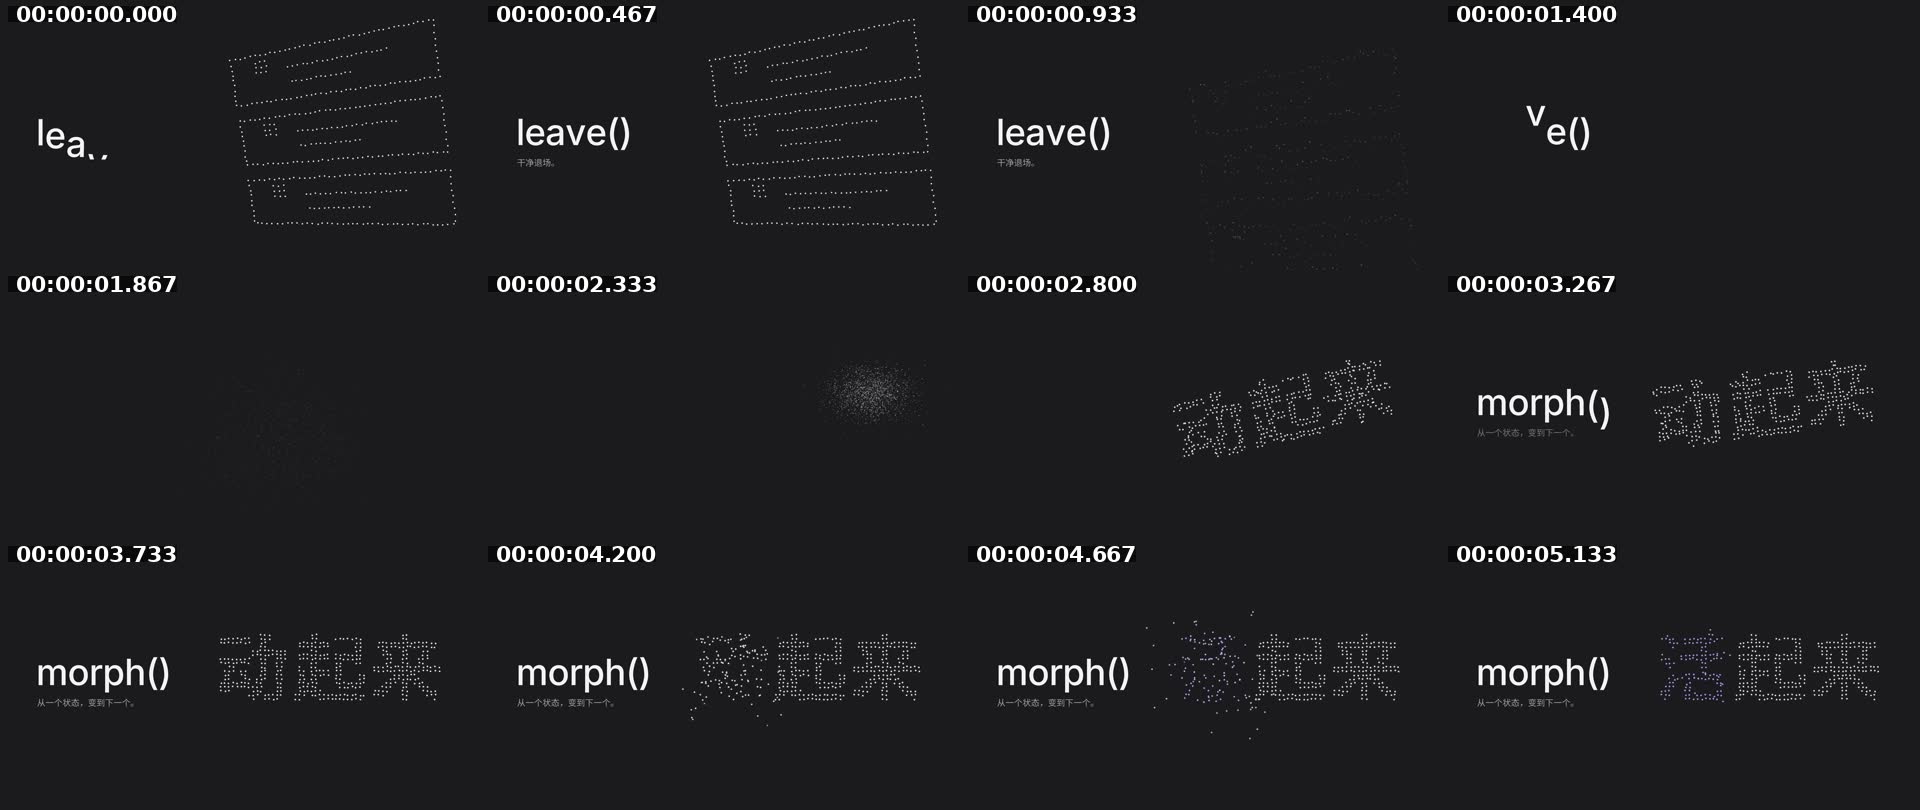 00:00:00.000
lea
00:00:00.467
leave()
干净退场。
00:00:00.933
leave()
干净退场。
00:00:01.400
ve()
00:00:01.867
00:00:02.333
00:00:02.800
动起来
00:00:03.267
morph()
从一个状态，变到下一个。
动起来
00:00:03.733
morph()
从一个状态，变到下一个。
动起来
00:00:04.200
morph()
从一个状态，变到下一个。
起来
00:00:04.667
morph()
从一个状态，变到下一个。
起来
00:00:05.133
morph()
从一个状态，变到下一个。
活起来